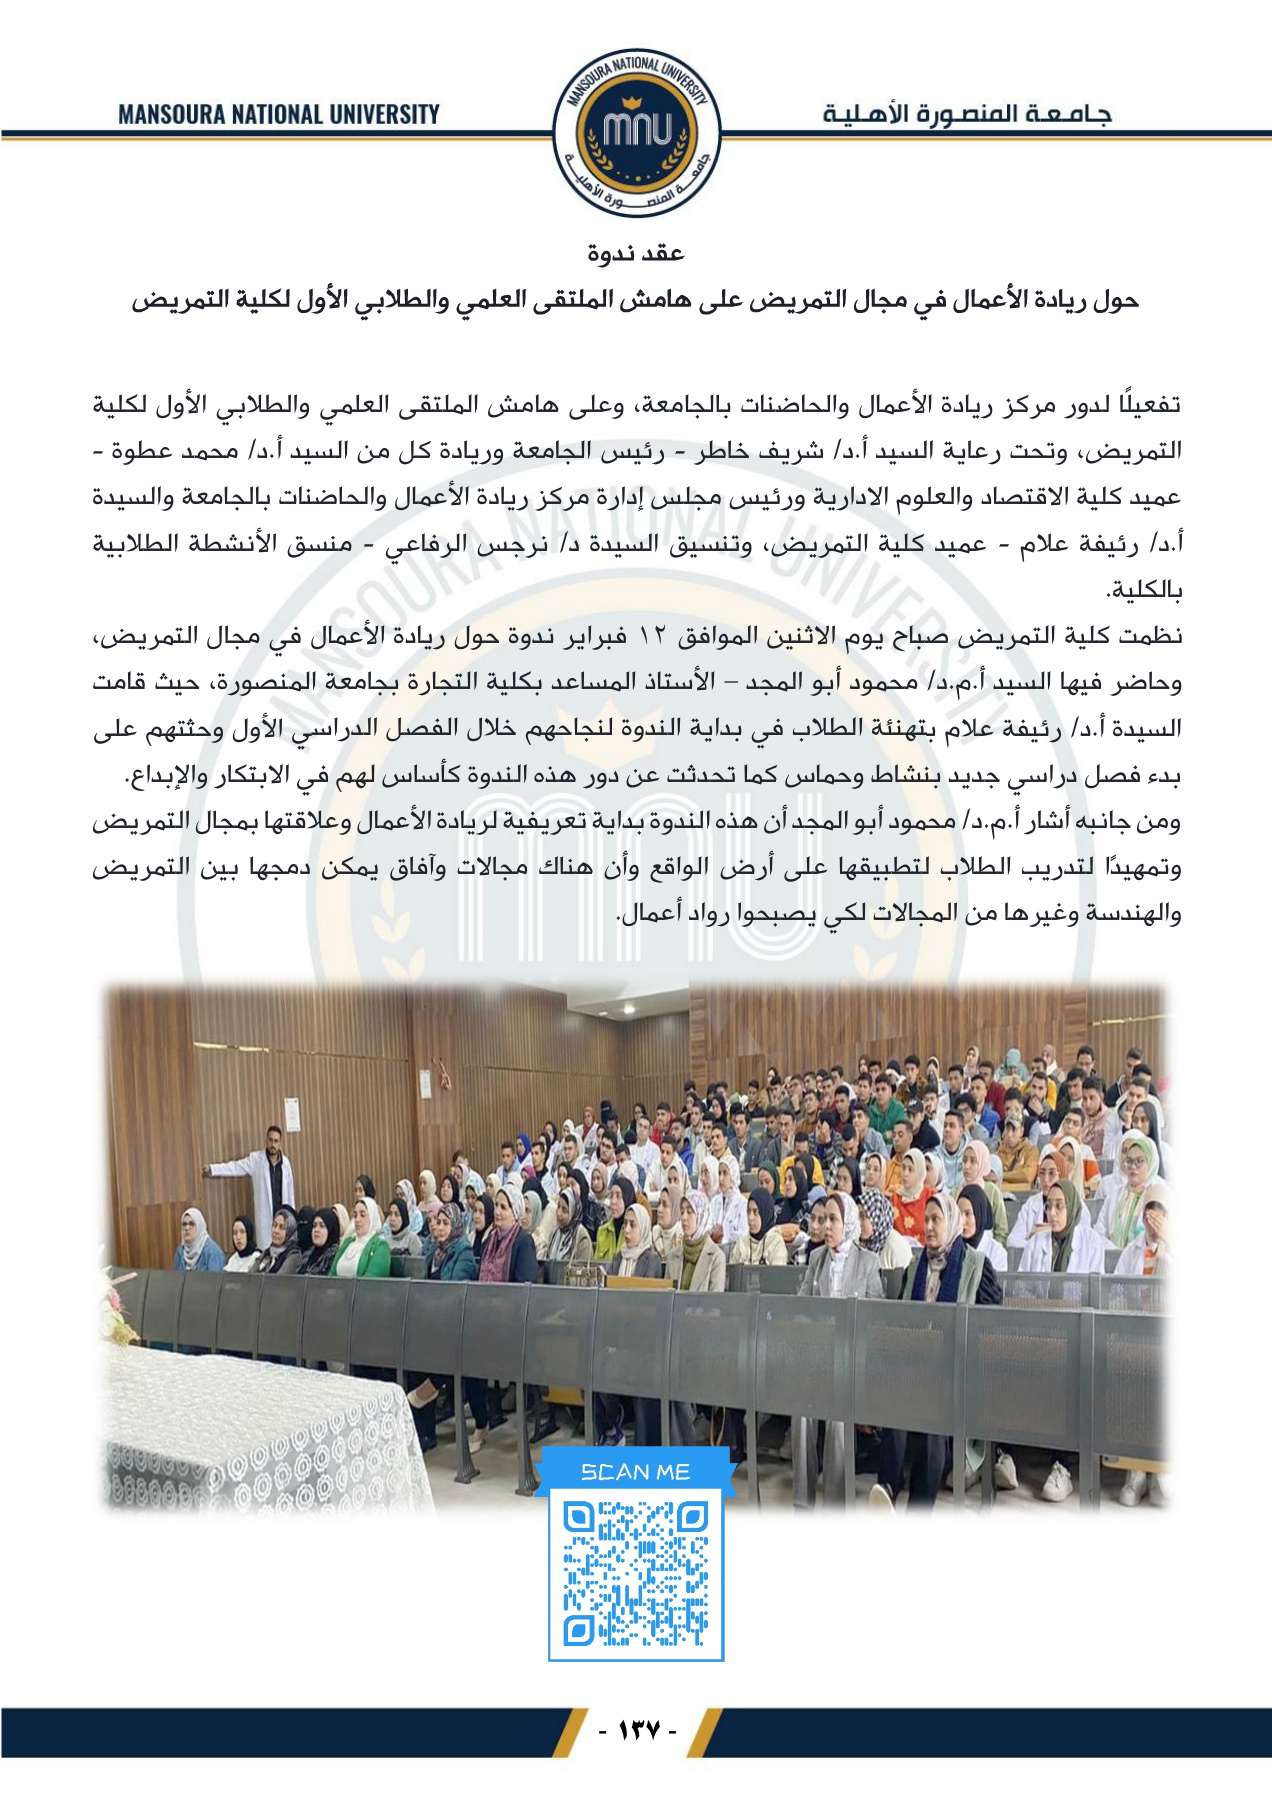 MANSOURA NATIONAL UNIVERSITY
MANSOURA NATIONAL UNIVERSITY
mnu
جامعة المنصورة الأهلية
جامعة المنصورة الأهلية
عقد ندوة
حول ريادة الأعمال في مجال التمريض على هامش الملتقى العلمي والطلابي الأول لكلية التمريض
تفعيلًا لدور مركز ريادة الأعمال والحاضنات بالجامعة، وعلى هامش الملتقى العلمي والطلابي الأول لكلية
التمريض، وتحت رعاية السيد أ.د/ شريف خاطر - رئيس الجامعة وريادة كل من السيد أ.د/ محمد عطوة -
عميد كلية الاقتصاد والعلوم الادارية ورئيس مجلس إدارة مركز ريادة الأعمال والحاضنات بالجامعة والسيدة
أ.د/ رئيفة علام - عميد كلية التمريض، وتنسيق السيدة د/ نرجس الرفاعي - منسق الأنشطة الطلابية
بالكلية.
نظمت كلية التمريض صباح يوم الاثنين الموافق ١٢ فبراير ندوة حول ريادة الأعمال في مجال التمريض،
وحاضر فيها السيد أ.م.د/ محمود أبو المجد – الأستاذ المساعد بكلية التجارة بجامعة المنصورة، حيث قامت
السيدة أ.د/ رئيفة علام بتهنئة الطلاب في بداية الندوة لنجاحهم خلال الفصل الدراسي الأول وحثتهم على
بدء فصل دراسي جديد بنشاط وحماس كما تحدثت عن دور هذه الندوة كأساس لهم في الابتكار والإبداع.
ومن جانبه أشار أ.م.د/ محمود أبو المجد أن هذه الندوة بداية تعريفية لريادة الأعمال وعلاقتها بمجال التمريض
وتمهيدًا لتدريب الطلاب لتطبيقها على أرض الواقع وأن هناك مجالات وآفاق يمكن دمجها بين التمريض
والهندسة وغيرها من المجالات لكي يصبحوا رواد أعمال.
MANSOURA NATIONAL UNIVERSITY
mnu
SCAN ME
- ١٣٧ -